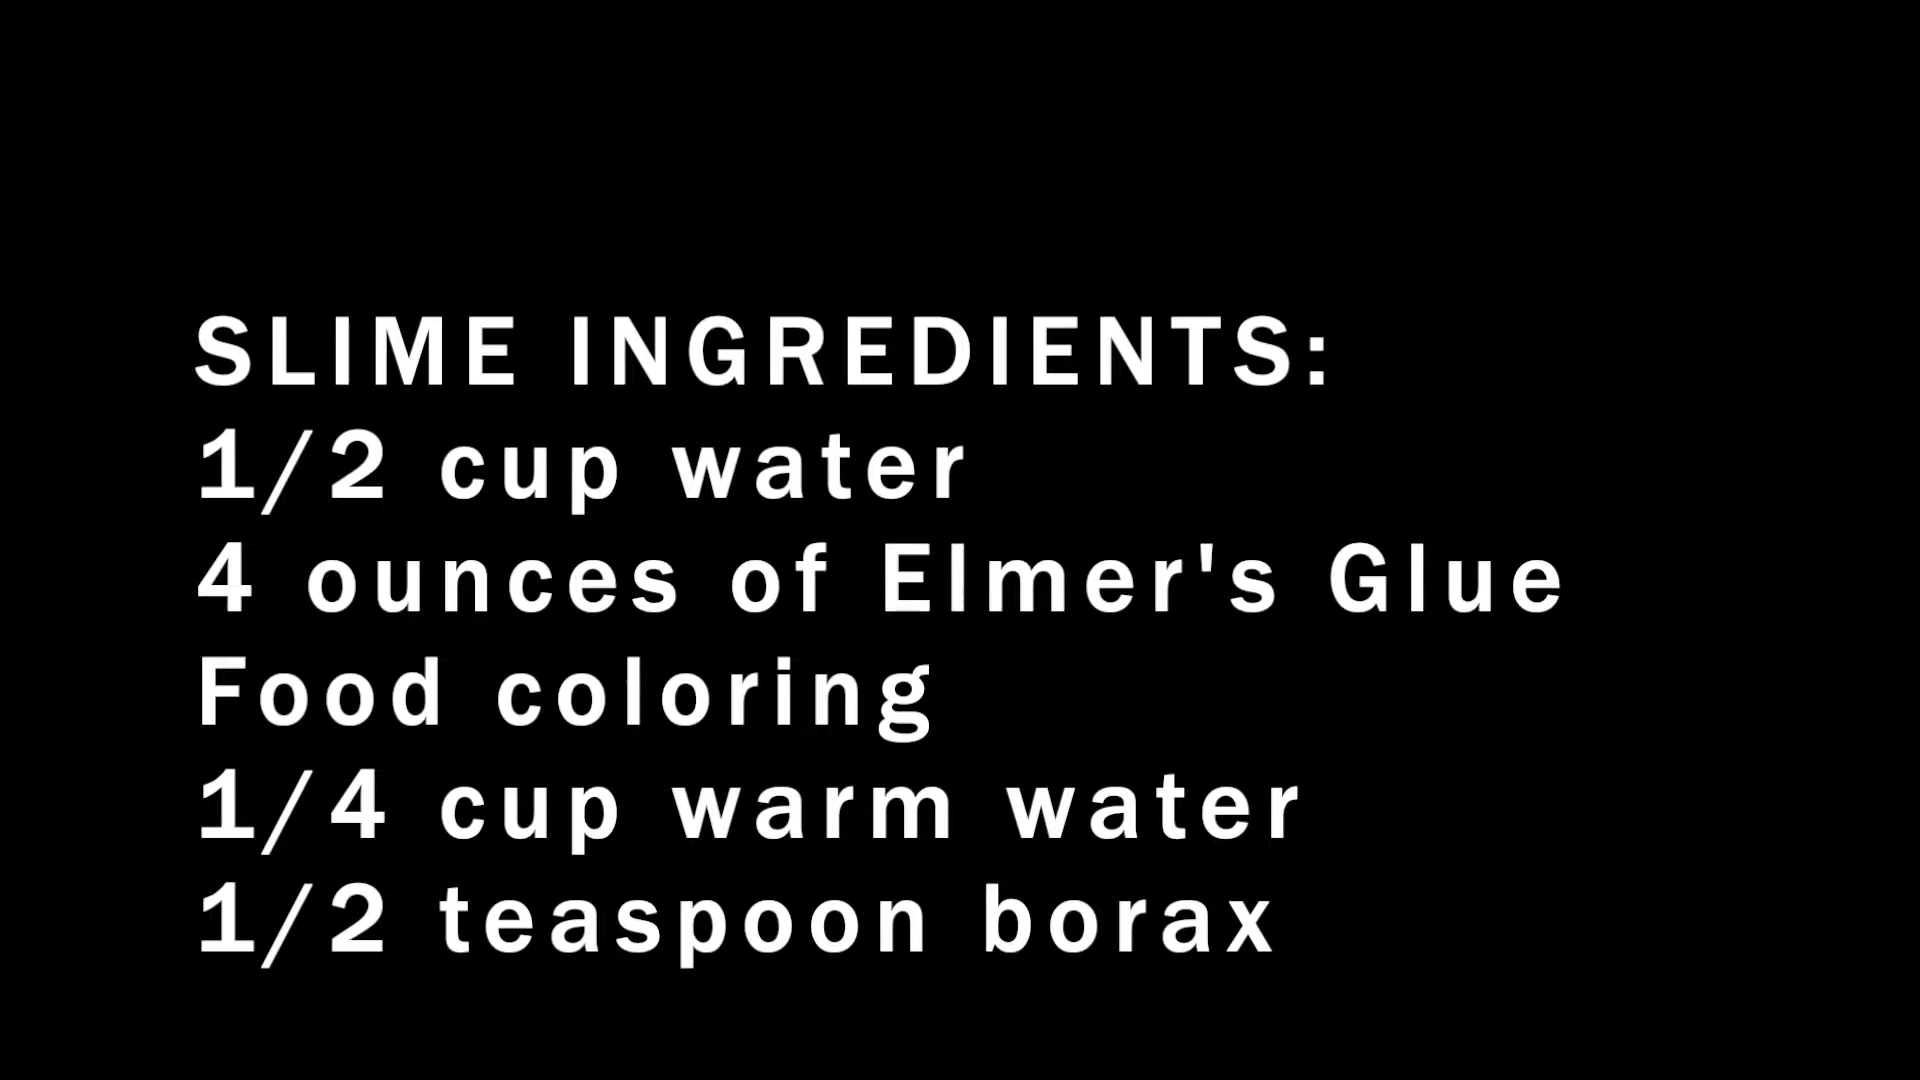 SLIME INGREDIENTS:
1/2 cup water
4 ounces of Elmer's Glue
Food coloring
1/4 cup warm water
1/2 teaspoon borax